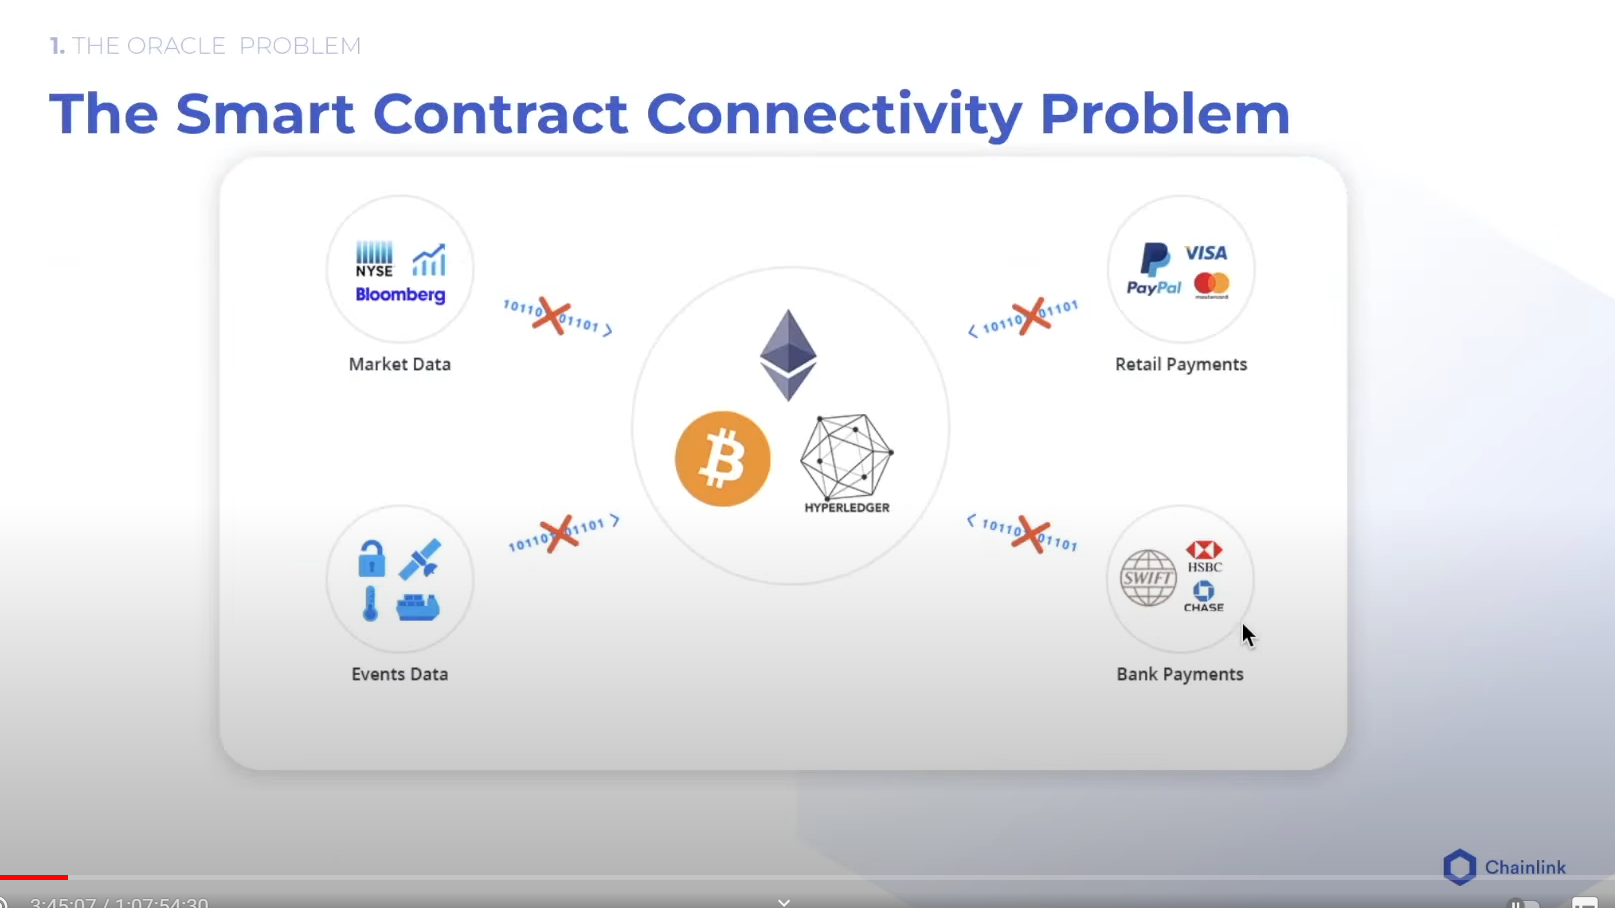 1. THE ORACLE PROBLEM
The Smart Contract Connectivity Problem
NYSE
Bloomberg
Market Data
10110 01101 >
PayPal
VISA
mastercard
Retail Payments
< 10110 01101
HYPERLEDGER
10110 01101 >
Events Data
< 10110 01101
SWIFT
HSBC
CHASE
Bank Payments
Chainlink
3:45:07 / 1:07:54:30